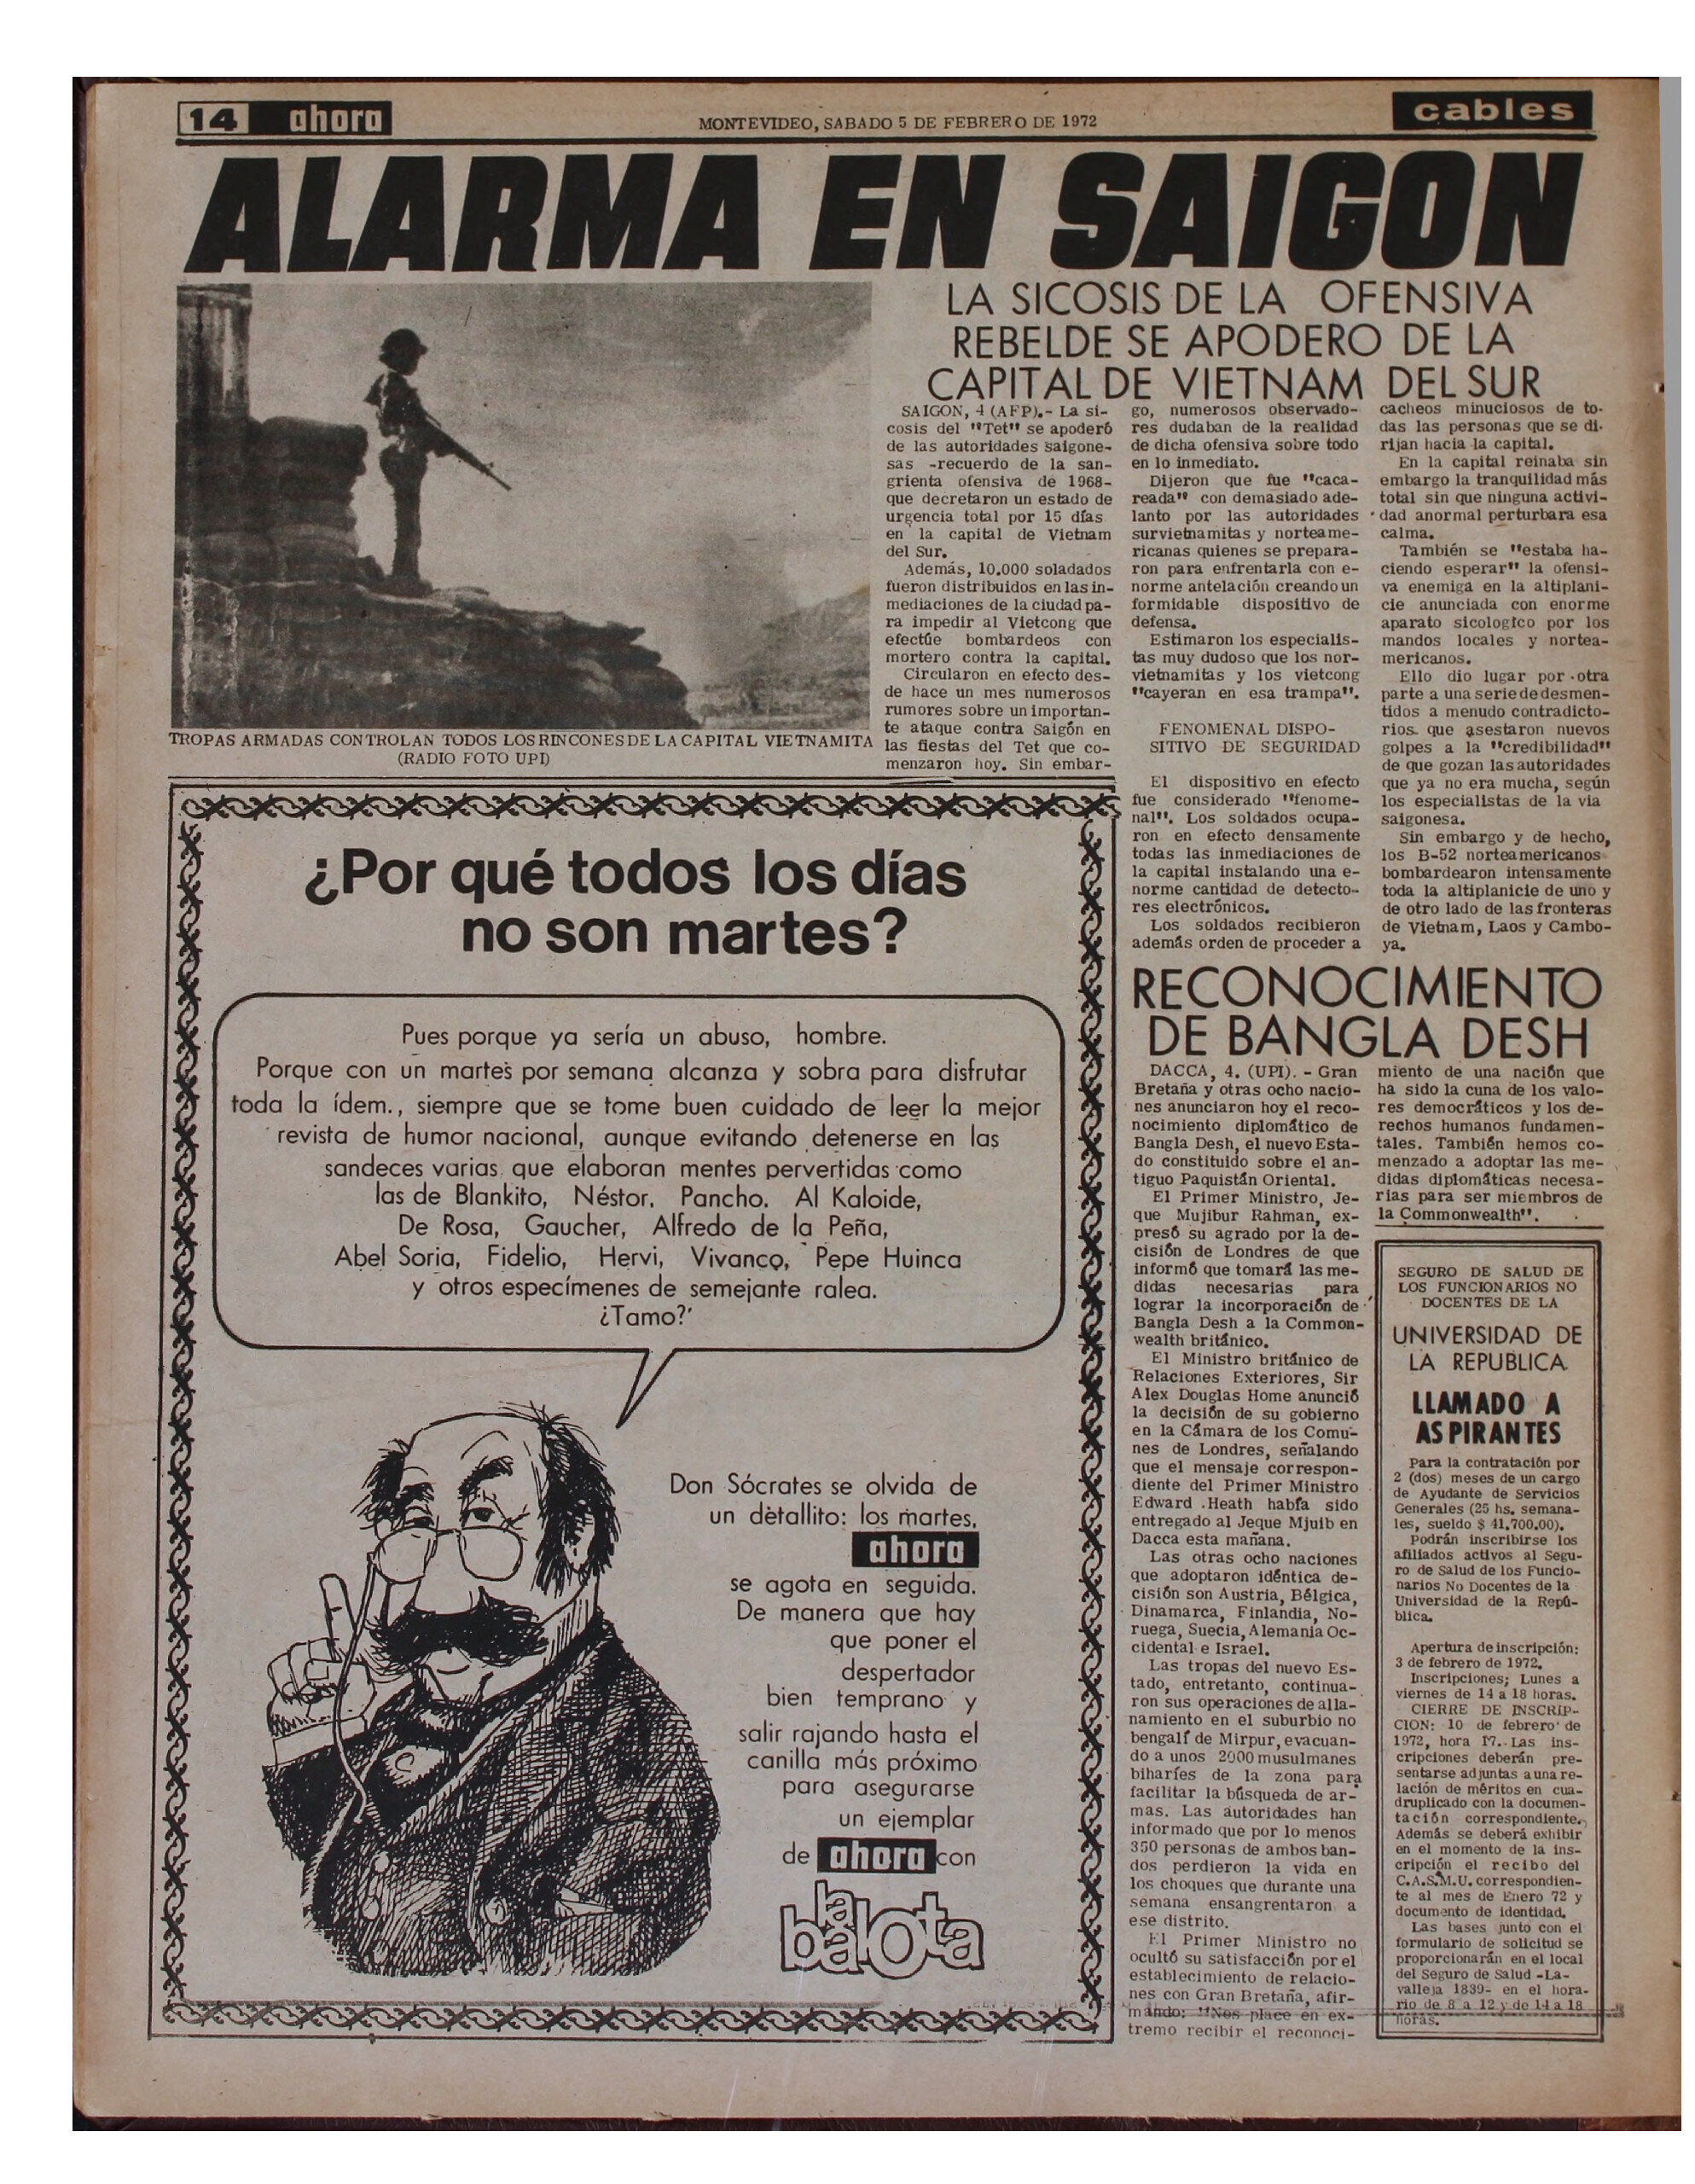 14 ahora
MONTEVIDEO, SABADO 5 DE FEBRERO DE 1972
cables
ALARMA EN SAIGON
LA SICOSIS DE LA OFENSIVA
REBELDE SE APODERO DE LA
CAPITAL DE VIETNAM DEL SUR
TROPAS ARMADAS CONTROLAN TODOS LOS RINCONES DE LA CAPITAL VIETNAMITA
(RADIO FOTO UPI)
SAIGON, 4 (AFP).- La si-
cosis del "Tet" se apoderó
de las autoridades saigone-
sas -recuerdo de la san-
grienta ofensiva de 1968-
que decretaron un estado de
urgencia total por 15 días
en la capital de Vietnam
del Sur.
Además, 10.000 soladados
fueron distribuidos en las in-
mediaciones de la ciudad pa-
ra impedir al Vietcong que
efectúe bombardeos con
mortero contra la capital.
Circularon en efecto des-
de hace un mes numerosos
rumores sobre un importan-
te ataque contra Saigón en
las fiestas del Tet que co-
menzaron hoy. Sin embar-
go, numerosos observado-
res dudaban de la realidad
de dicha ofensiva sobre todo
en lo inmediato.
Dijeron que fue "caca-
reada" con demasiado ade-
lanto por las autoridades
survietnamitas y norteame-
ricanas quienes se prepara-
ron para enfrentarla con e-
norme antelación creando un
formidable dispositivo de
defensa.
Estimaron los especialis-
tas muy dudoso que los nor-
vietnamitas y los vietcong
"cayeran en esa trampa".
FENOMENAL DISPO-
SITIVO DE SEGURIDAD
El dispositivo en efecto
fue considerado "fenome-
nal". Los soldados ocupa-
ron en efecto densamente
todas las inmediaciones de
la capital instalando una e-
norme cantidad de detecto-
res electrónicos.
Los soldados recibieron
además orden de proceder a
cacheos minuciosos de to-
das las personas que se di-
rijan hacia la capital.
En la capital reinaba sin
embargo la tranquilidad más
total sin que ninguna activi-
dad anormal perturbara esa
calma.
También se "estaba ha-
ciendo esperar" la ofensi-
va enemiga en la altiplani-
cie anunciada con enorme
aparato sicologico por los
mandos locales y nortea-
mericanos.
Ello dio lugar por otra
parte a una serie de desmen-
tidos a menudo contradicto-
rios que asestaron nuevos
golpes a la "credibilidad"
de que gozan las autoridades
que ya no era mucha, según
los especialistas de la via
saigonesa.
Sin embargo y de hecho,
los B-52 norteamericanos
bombardearon intensamente
toda la altiplanicie de uno y
de otro lado de las fronteras
de Vietnam, Laos y Cambo-
ya.
¿Por qué todos los días
no son martes?
Pues porque ya sería un abuso, hombre.
Porque con un martes por semana alcanza y sobra para disfrutar
toda la ídem., siempre que se tome buen cuidado de leer la mejor
revista de humor nacional, aunque evitando detenerse en las
sandeces varias que elaboran mentes pervertidas como
las de Blankito, Néstor. Pancho. Al Kaloide,
De Rosa, Gaucher, Alfredo de la Peña,
Abel Soria, Fidelio, Hervi, Vivanco, Pepe Huinca
y otros especímenes de semejante ralea.
¿Tamo?
Don Sócrates se olvida de
un detallito: los martes,
ahora
se agota en seguida.
De manera que hay
que poner el
despertador
bien temprano y
salir rajando hasta el
canilla más próximo
para asegurarse
un ejemplar
de ahora con
la
balota
RECONOCIMIENTO
DE BANGLA DESH
DACCA, 4. (UPI). - Gran
Bretaña y otras ocho nacio-
nes anunciaron hoy el reco-
nocimiento diplomático de
Bangla Desh, el nuevo Esta-
do constituido sobre el an-
tiguo Paquistán Oriental.
El Primer Ministro, Je-
que Mujibur Rahman, ex-
presó su agrado por la de-
cisión de Londres de que
informó que tomará las me-
didas necesarias para
lograr la incorporación de
Bangla Desh a la Common-
wealth británico.
El Ministro británico de
Relaciones Exteriores, Sir
Alex Douglas Home anunció
la decisión de su gobierno
en la Cámara de los Comu-
nes de Londres, señalando
que el mensaje correspon-
diente del Primer Ministro
Edward Heath había sido
entregado al Jeque Mjuib en
Dacca esta mañana.
Las otras ocho naciones
que adoptaron idéntica de-
cisión son Austria, Bélgica,
Dinamarca, Finlandia, No-
ruega, Suecia, Alemania Oc-
cidental e Israel.
Las tropas del nuevo Es-
tado, entretanto, continua-
ron sus operaciones de alla-
namiento en el suburbio no
bengalí de Mirpur, evacuan-
do a unos 2000 musulmanes
biharíes de la zona para
facilitar la búsqueda de ar-
mas. Las autoridades han
informado que por lo menos
350 personas de ambos ban-
dos perdieron la vida en
los choques que durante una
semana ensangrentaron a
ese distrito.
El Primer Ministro no
ocultó su satisfacción por el
establecimiento de relacio-
nes con Gran Bretaña, afir-
mando: "Nos place en ex-
tremo recibir el reconoci-
miento de una nación que
ha sido la cuna de los valo-
res democráticos y los de-
rechos humanos fundamen-
tales. También hemos co-
menzado a adoptar las me-
didas diplomáticas necesa-
rias para ser miembros de
la Commonwealth".
SEGURO DE SALUD DE
LOS FUNCIONARIOS NO
DOCENTES DE LA
UNIVERSIDAD DE
LA REPUBLICA
LLAMADO A
ASPIRANTES
Para la contratación por
2 (dos) meses de un cargo
de Ayudante de Servicios
Generales (25 hs. semana-
les, sueldo $ 41.700.00).
Podrán inscribirse los
afiliados activos al Segu-
ro de Salud de los Funcio-
narios No Docentes de la
Universidad de la Repú-
blica.
Apertura de inscripción:
3 de febrero de 1972.
Inscripciones; Lunes a
viernes de 14 a 18 horas.
CIERRE DE INSCRIP-
CION: 10 de febrero de
1972, hora 17. Las ins-
cripciones deberán pre-
sentarse adjuntas a una re-
lación de méritos en cua-
druplicado con la documen-
tación correspondiente.
Además se deberá exhibir
en el momento de la ins-
cripción el recibo del
C.A.S.M.U. correspondien-
te al mes de Enero 72 y
documento de identidad.
Las bases junto con el
formulario de solicitud se
proporcionarán en el local
del Seguro de Salud -La-
valleja 1839- en el hora-
rio de 8 a 12 y de 14 a 18
horas.